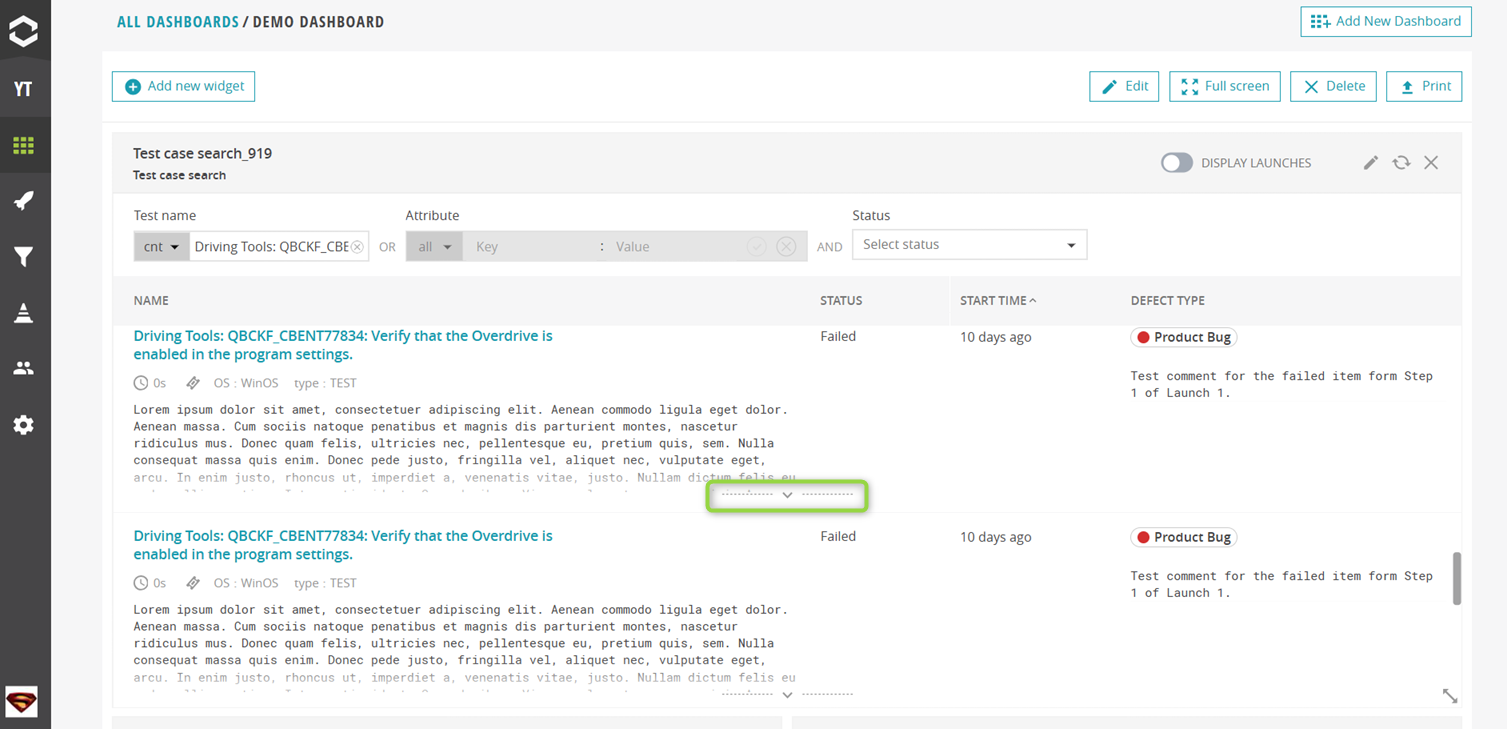 ALL DASHBOARDS / DEMO DASHBOARD
Add New Dashboard
YT
Add new widget
Edit
Full screen
Delete
Print
Test case search_919
Test case search
DISPLAY LAUNCHES
Test name
Attribute
Status
cnt
Driving Tools: QBCKF_CBE
OR
all
Key
:
Value
AND
Select status
NAME
STATUS
START TIME
DEFECT TYPE
Driving Tools: QBCKF_CBENT77834: Verify that the Overdrive is
enabled in the program settings.
Failed
10 days ago
Product Bug
0s
OS : WinOS
type : TEST
Test comment for the failed item form Step
1 of Launch 1.
Lorem ipsum dolor sit amet, consectetuer adipiscing elit. Aenean commodo ligula eget dolor.
Aenean massa. Cum sociis natoque penatibus et magnis dis parturient montes, nascetur
ridiculus mus. Donec quam felis, ultricies nec, pellentesque eu, pretium quis, sem. Nulla
consequat massa quis enim. Donec pede justo, fringilla vel, aliquet nec, vulputate eget,
arcu. In enim justo, rhoncus ut, imperdiet a, venenatis vitae, justo. Nullam dictum felis eu
Driving Tools: QBCKF_CBENT77834: Verify that the Overdrive is
enabled in the program settings.
Failed
10 days ago
Product Bug
0s
OS : WinOS
type : TEST
Test comment for the failed item form Step
1 of Launch 1.
Lorem ipsum dolor sit amet, consectetuer adipiscing elit. Aenean commodo ligula eget dolor.
Aenean massa. Cum sociis natoque penatibus et magnis dis parturient montes, nascetur
ridiculus mus. Donec quam felis, ultricies nec, pellentesque eu, pretium quis, sem. Nulla
consequat massa quis enim. Donec pede justo, fringilla vel, aliquet nec, vulputate eget,
arcu. In enim justo, rhoncus ut, imperdiet a, venenatis vitae, justo. Nullam dictum felis eu